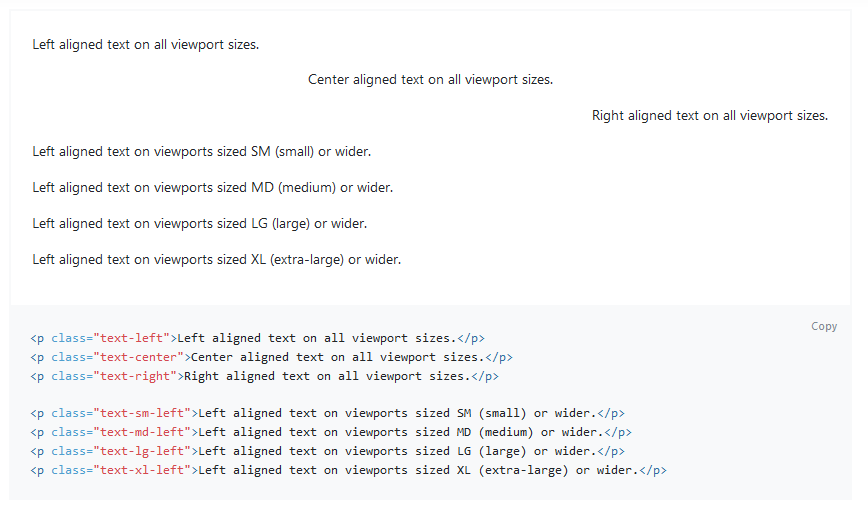 Left aligned text on all viewport sizes.
Center aligned text on all viewport sizes.
Right aligned text on all viewport sizes.
Left aligned text on viewports sized SM (small) or wider.
Left aligned text on viewports sized MD (medium) or wider.
Left aligned text on viewports sized LG (large) or wider.
Left aligned text on viewports sized XL (extra-large) or wider.
Copy
<p class="text-left">Left aligned text on all viewport sizes.</p>
<p class="text-center">Center aligned text on all viewport sizes.</p>
<p class="text-right">Right aligned text on all viewport sizes.</p>
<p class="text-sm-left">Left aligned text on viewports sized SM (small) or wider.</p>
<p class="text-md-left">Left aligned text on viewports sized MD (medium) or wider.</p>
<p class="text-lg-left">Left aligned text on viewports sized LG (large) or wider.</p>
<p class="text-xl-left">Left aligned text on viewports sized XL (extra-large) or wider.</p>